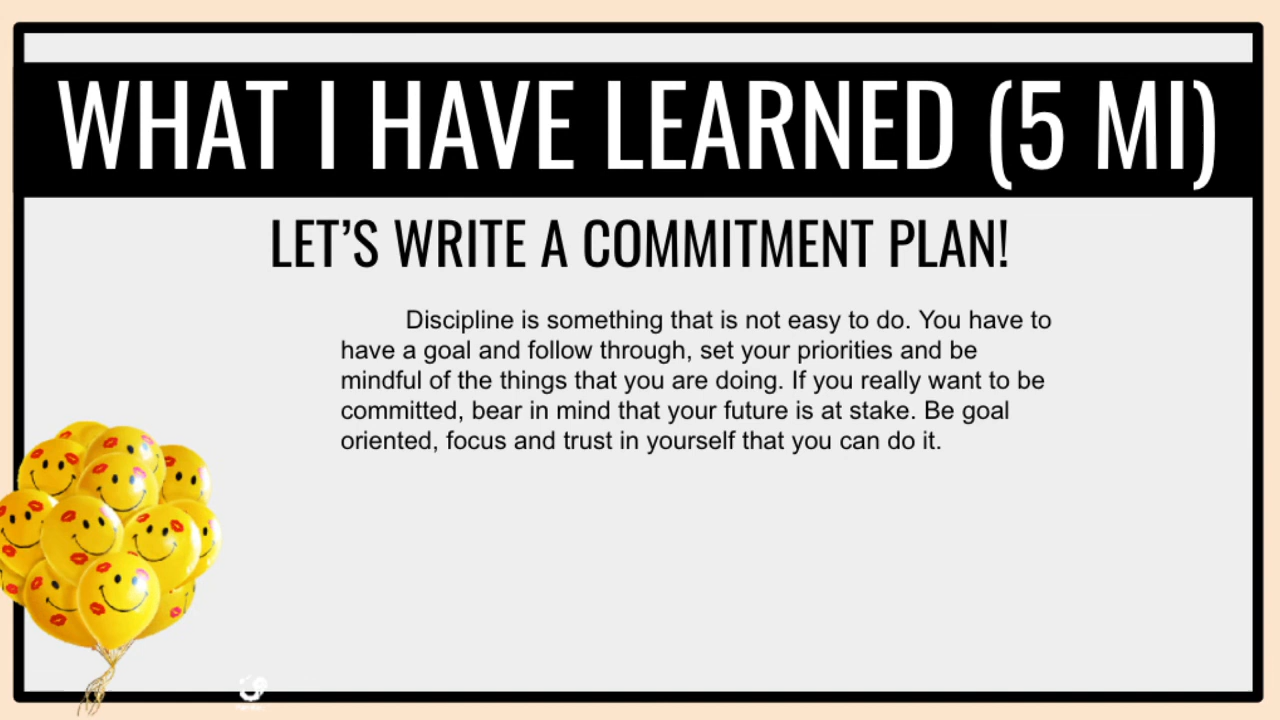 WHAT I HAVE LEARNED (5 MI)
LET'S WRITE A COMMITMENT PLAN!
Discipline is something that is not easy to do. You have to
have a goal and follow through, set your priorities and be
mindful of the things that you are doing. If you really want to be
committed, bear in mind that your future is at stake. Be goal
oriented, focus and trust in yourself that you can do it.